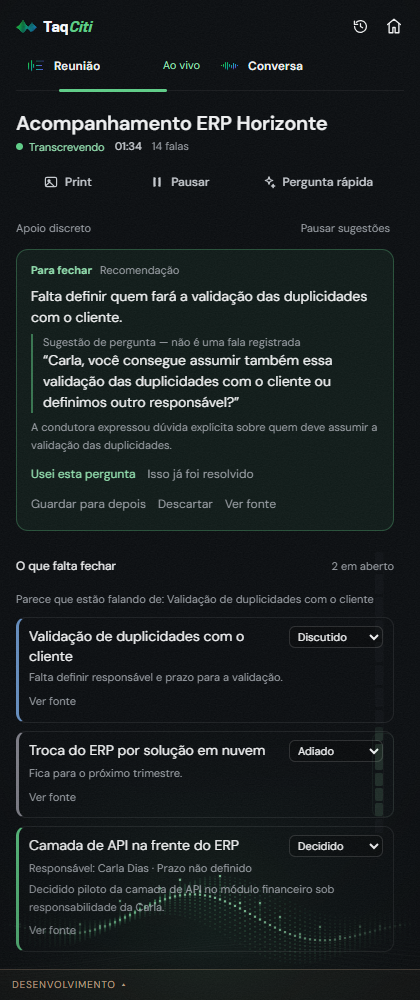 TaqCiti
Reunião Ao vivo Conversa
Acompanhamento ERP Horizonte
Transcrevendo 01:34 14 falas
Print Pausar Pergunta rápida
Apoio discreto Pausar sugestões
Para fechar Recomendação
Falta definir quem fará a validação das duplicidades
com o cliente.
Sugestão de pergunta — não é uma fala registrada
“Carla, você consegue assumir também essa
validação das duplicidades com o cliente ou
definimos outro responsável?”
A condutora expressou dúvida explícita sobre quem deve assumir a
validação das duplicidades.
Usei esta pergunta Isso já foi resolvido
Guardar para depois Descartar Ver fonte
O que falta fechar 2 em aberto
Parece que estão falando de: Validação de duplicidades com o cliente
Validação de duplicidades com o Discutido
cliente
Falta definir responsável e prazo para a validação.
Ver fonte
Troca do ERP por solução em nuvem Adiado
Fica para o próximo trimestre.
Ver fonte
Camada de API na frente do ERP Decidido
Responsável: Carla Dias · Prazo não definido
Decidido piloto da camada de API no módulo financeiro sob
responsabilidade da Carla.
Ver fonte
DESENVOLVIMENTO